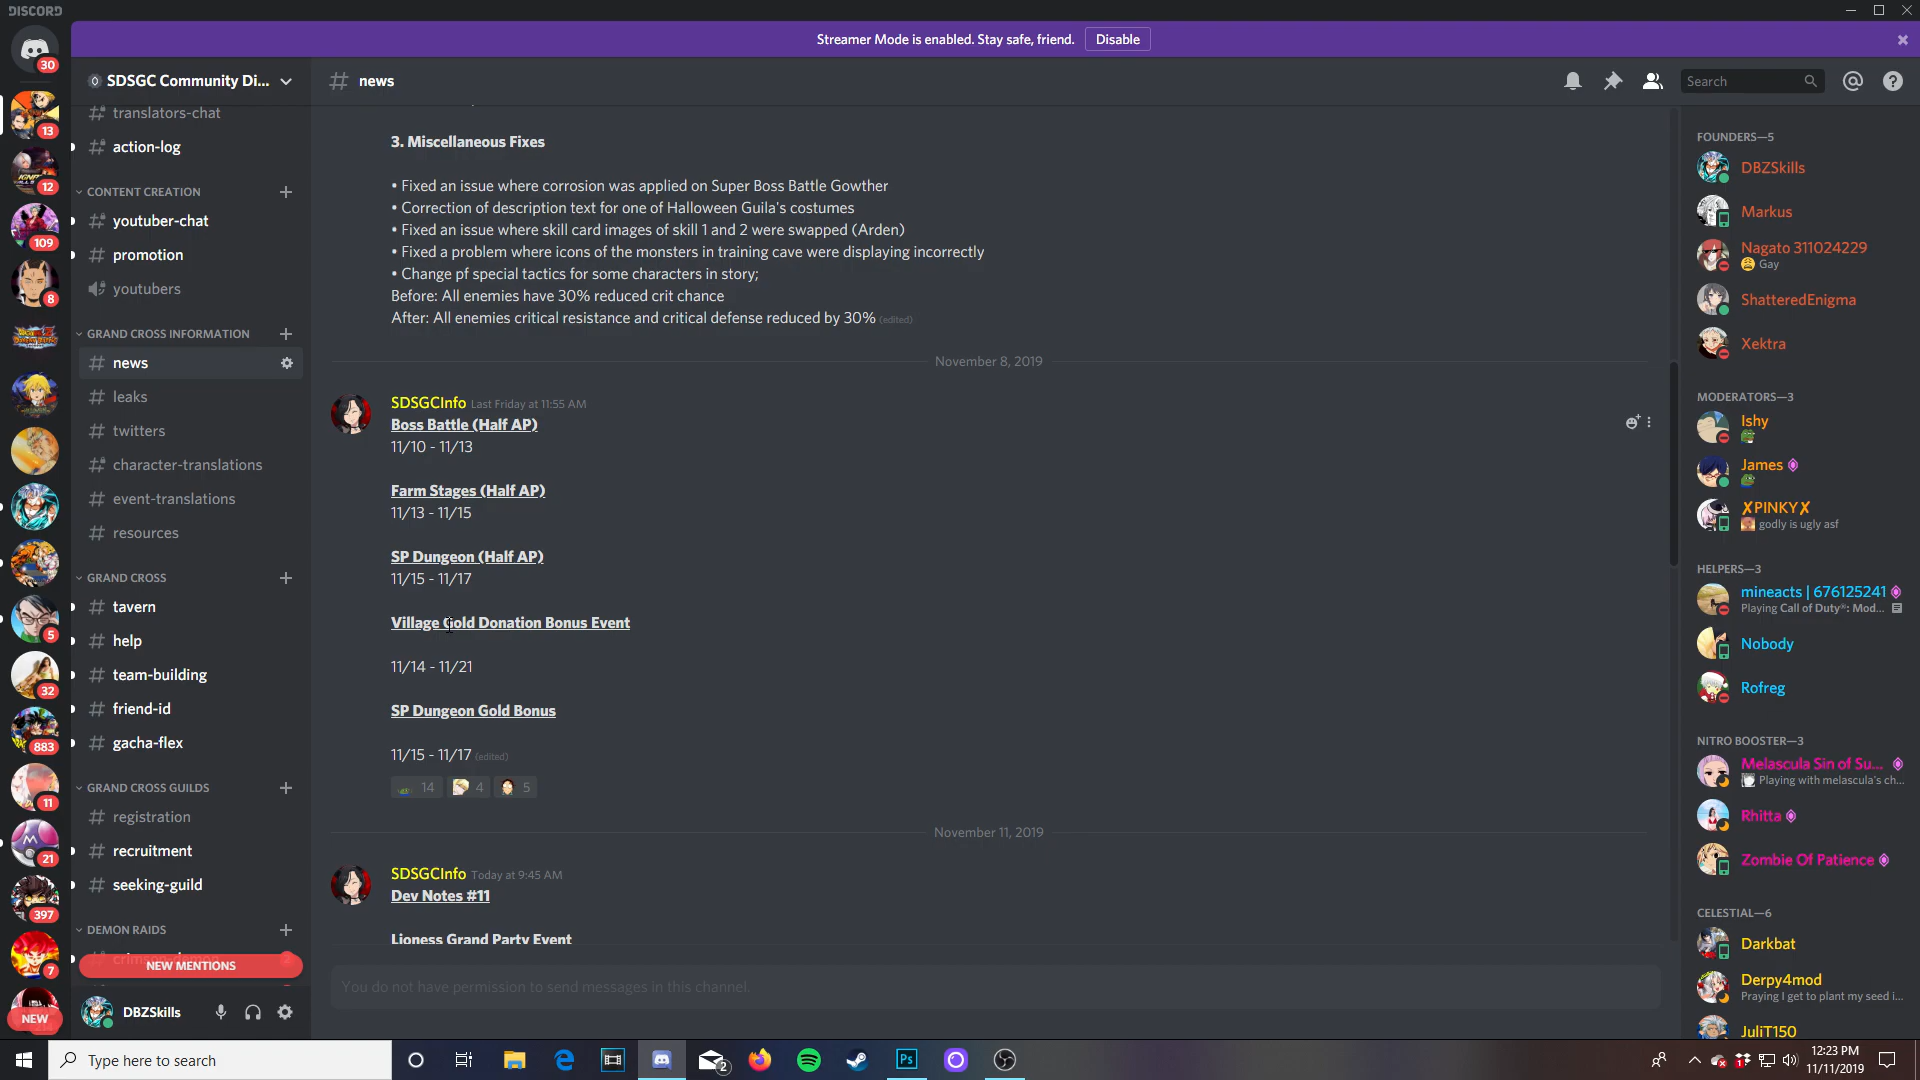 DISCORD
Streamer Mode is enabled. Stay safe, friend.
Disable
30
13
12
109
8
5
32
883
11
21
397
7
NEW
SDSGC Community Di...
translators-chat
action-log
CONTENT CREATION
youtuber-chat
promotion
youtubers
GRAND CROSS INFORMATION
news
leaks
twitters
character-translations
event-translations
resources
GRAND CROSS
tavern
help
team-building
friend-id
gacha-flex
GRAND CROSS GUILDS
registration
recruitment
seeking-guild
DEMON RAIDS
crimson-demon
2
NEW MENTIONS
DBZSkills
# news
Search
3. Miscellaneous Fixes
• Fixed an issue where corrosion was applied on Super Boss Battle Gowther
• Correction of description text for one of Halloween Guila's costumes
• Fixed an issue where skill card images of skill 1 and 2 were swapped (Arden)
• Fixed a problem where icons of the monsters in training cave were displaying incorrectly
• Change pf special tactics for some characters in story;
Before: All enemies have 30% reduced crit chance
After: All enemies critical resistance and critical defense reduced by 30% (edited)
November 8, 2019
SDSGCInfo Last Friday at 11:55 AM
Boss Battle (Half AP)
11/10 - 11/13
Farm Stages (Half AP)
11/13 - 11/15
SP Dungeon (Half AP)
11/15 - 11/17
Village Gold Donation Bonus Event
11/14 - 11/21
SP Dungeon Gold Bonus
11/15 - 11/17 (edited)
14 4 5
November 11, 2019
SDSGCInfo Today at 9:45 AM
Dev Notes #11
Lioness Grand Party Event
You do not have permission to send messages in this channel.
FOUNDERS—5
DBZSkills
Markus
Nagato 311024229
Gay
ShatteredEnigma
Xektra
MODERATORS—3
Ishy
James
✗PINKY✗
godly is ugly asf
HELPERS—3
mineacts | 676125241
Playing Call of Duty®: Mod...
Nobody
Rofreg
NITRO BOOSTER—3
Melascula Sin of Su...
Playing with melascula's ch...
Rhitta
Zombie Of Patience
CELESTIAL—6
Darkbat
Derpy4mod
Praying I get to plant my seed i...
JuliT150
Type here to search
2
Ps
12:23 PM
11/11/2019